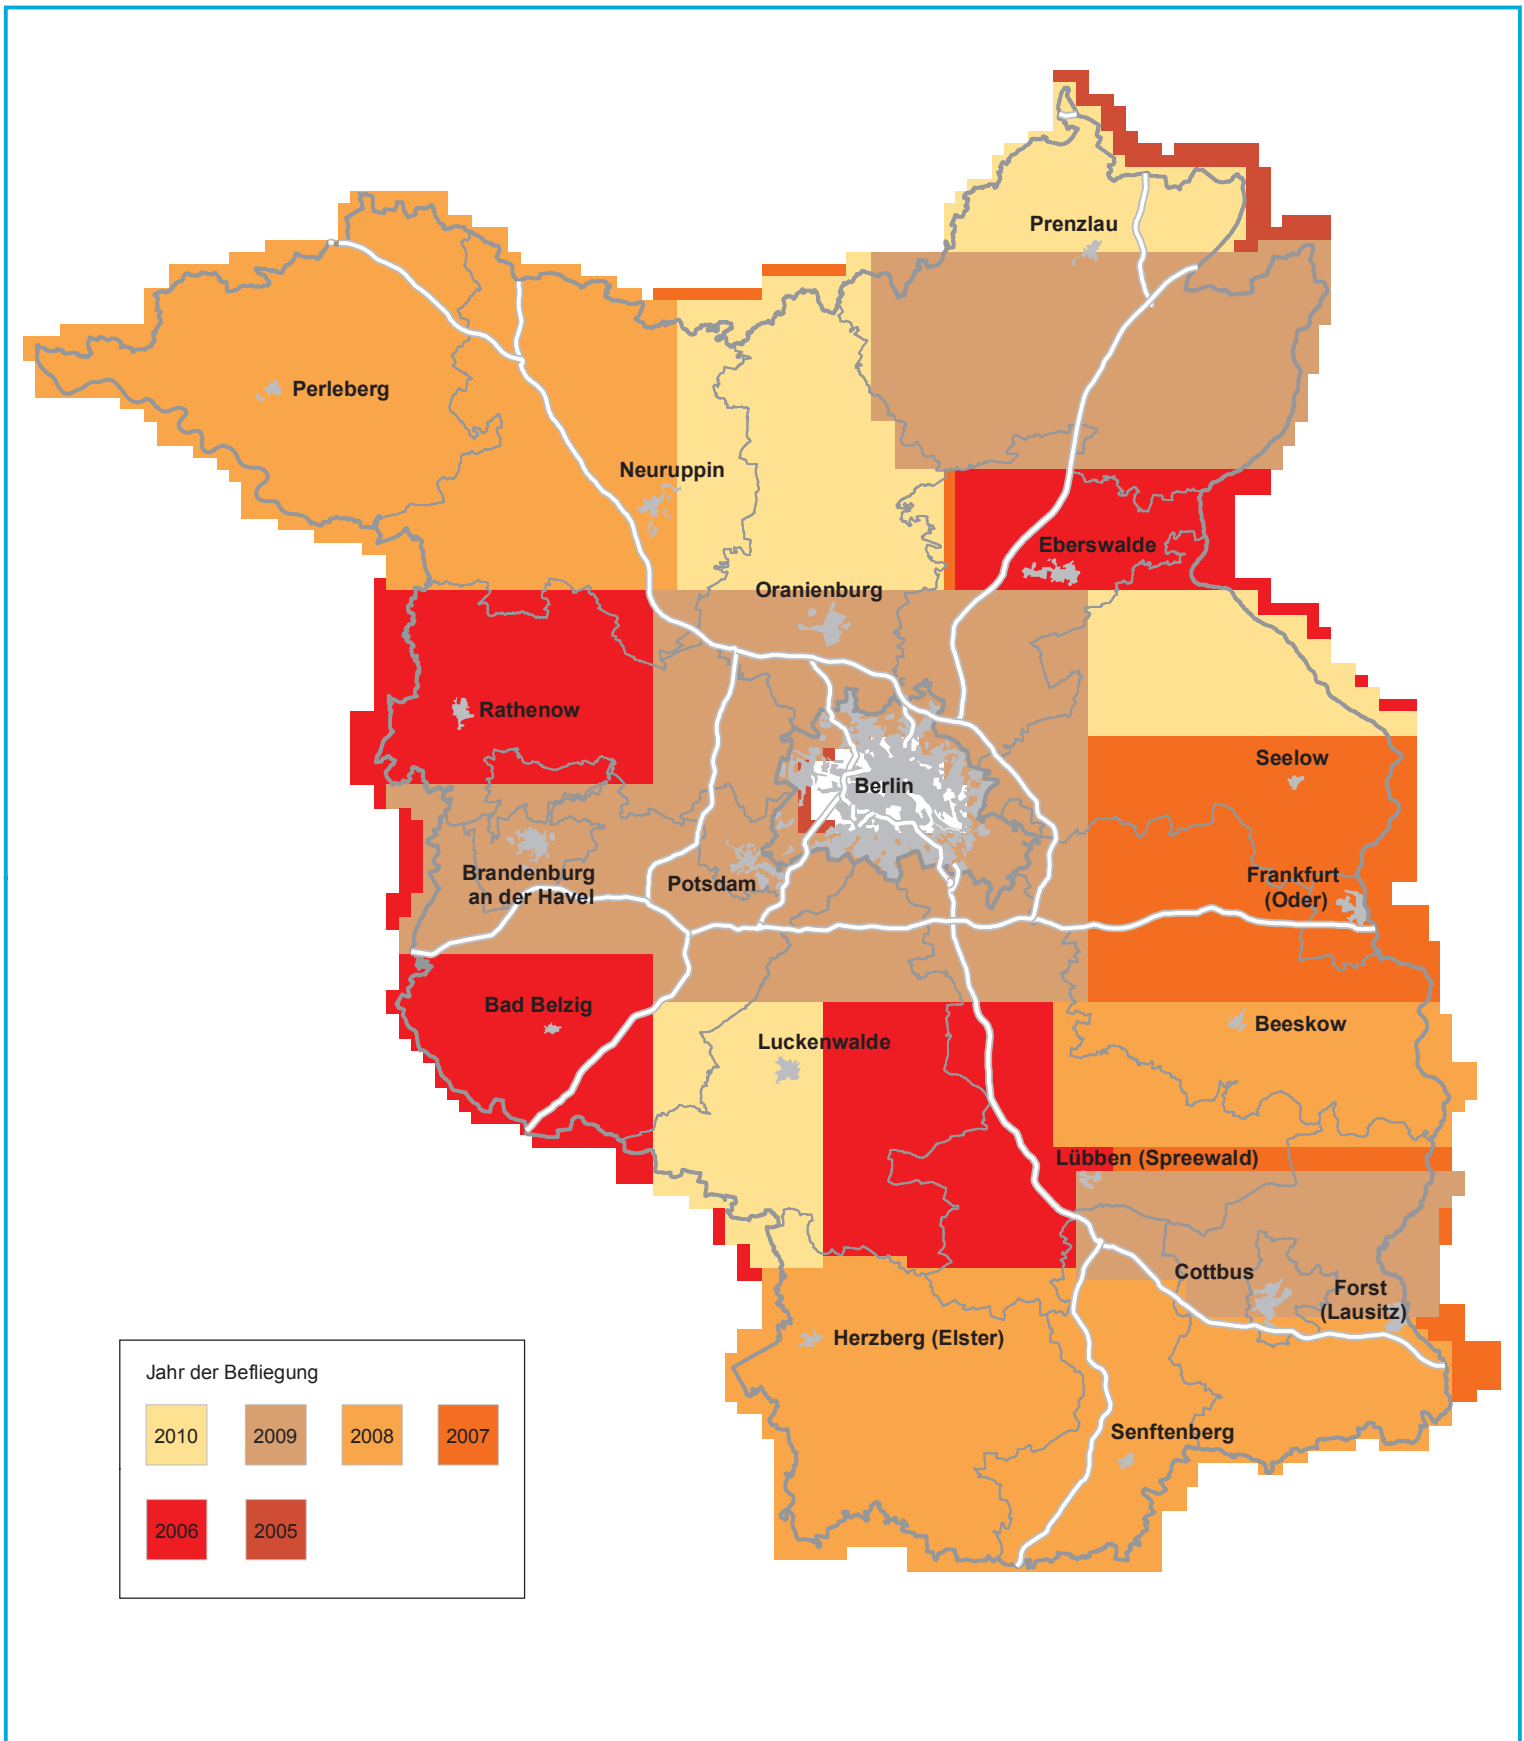 Prenzlau
Perleberg
Neuruppin
Eberswalde
Oranienburg
Rathenow
Seelow
Berlin
Brandenburg
an der Havel
Potsdam
Frankfurt
(Oder)
Bad Belzig
Luckenwalde
Beeskow
Lübben (Spreewald)
Cottbus
Forst
(Lausitz)
Herzberg (Elster)
Senftenberg
Jahr der Befliegung
2010 2009 2008 2007
2006 2005